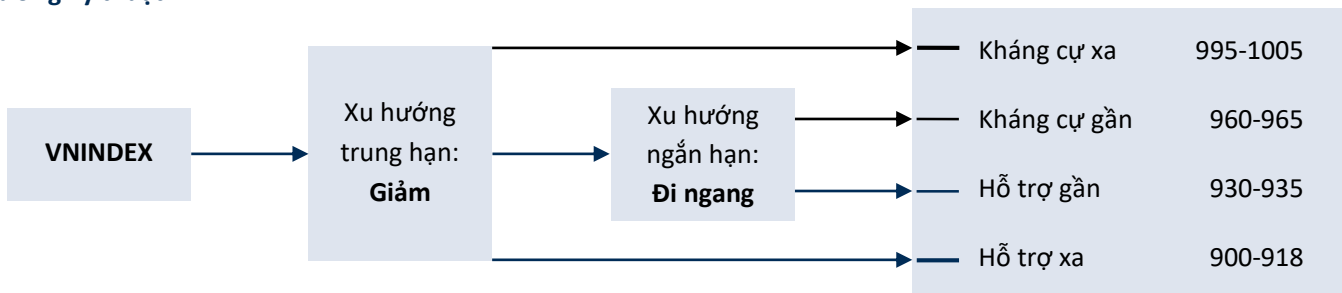 VNINDEX
Xu hướng
trung hạn:
Giảm
Xu hướng
ngắn hạn:
Đi ngang
Kháng cự xa 995-1005
Kháng cự gần 960-965
Hỗ trợ gần 930-935
Hỗ trợ xa 900-918